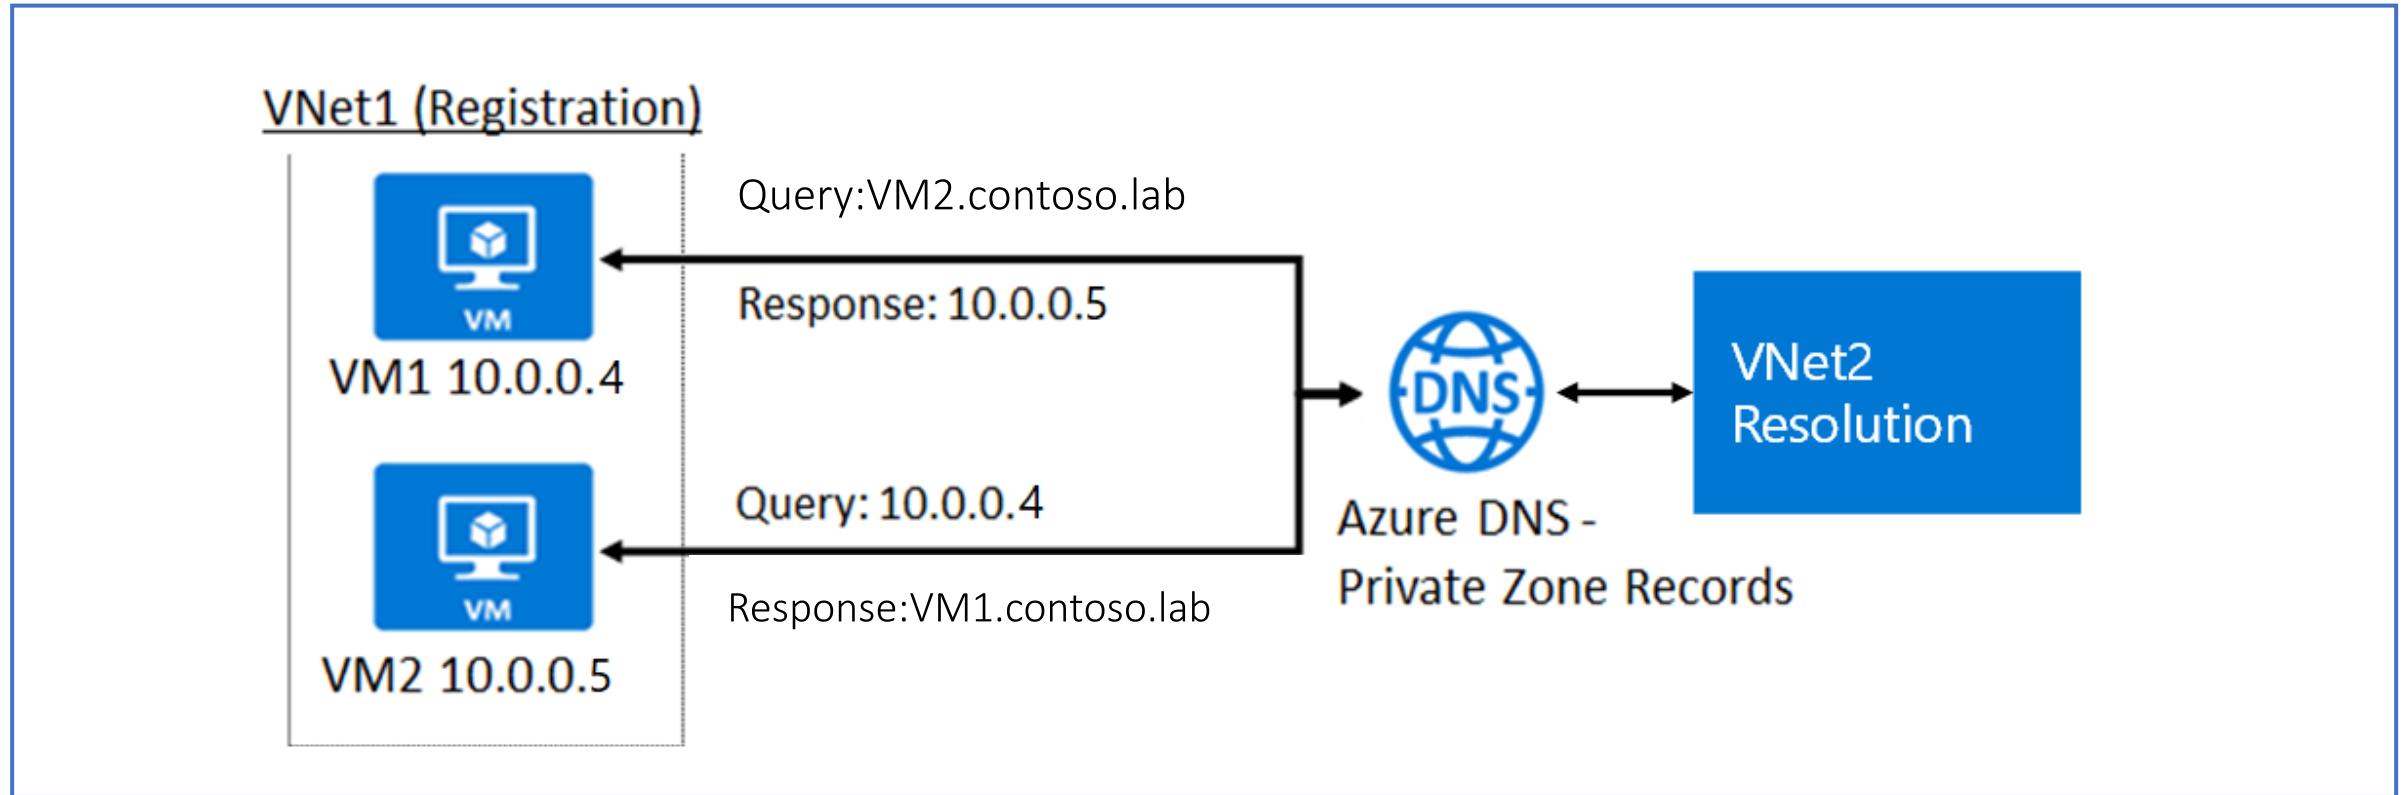 VNet1 (Registration)
VM
VM1 10.0.0.4
VM
VM2 10.0.0.5
Query:VM2.contoso.lab
Response: 10.0.0.5
Query: 10.0.0.4
Response:VM1.contoso.lab
DNS
Azure DNS -
Private Zone Records
VNet2
Resolution